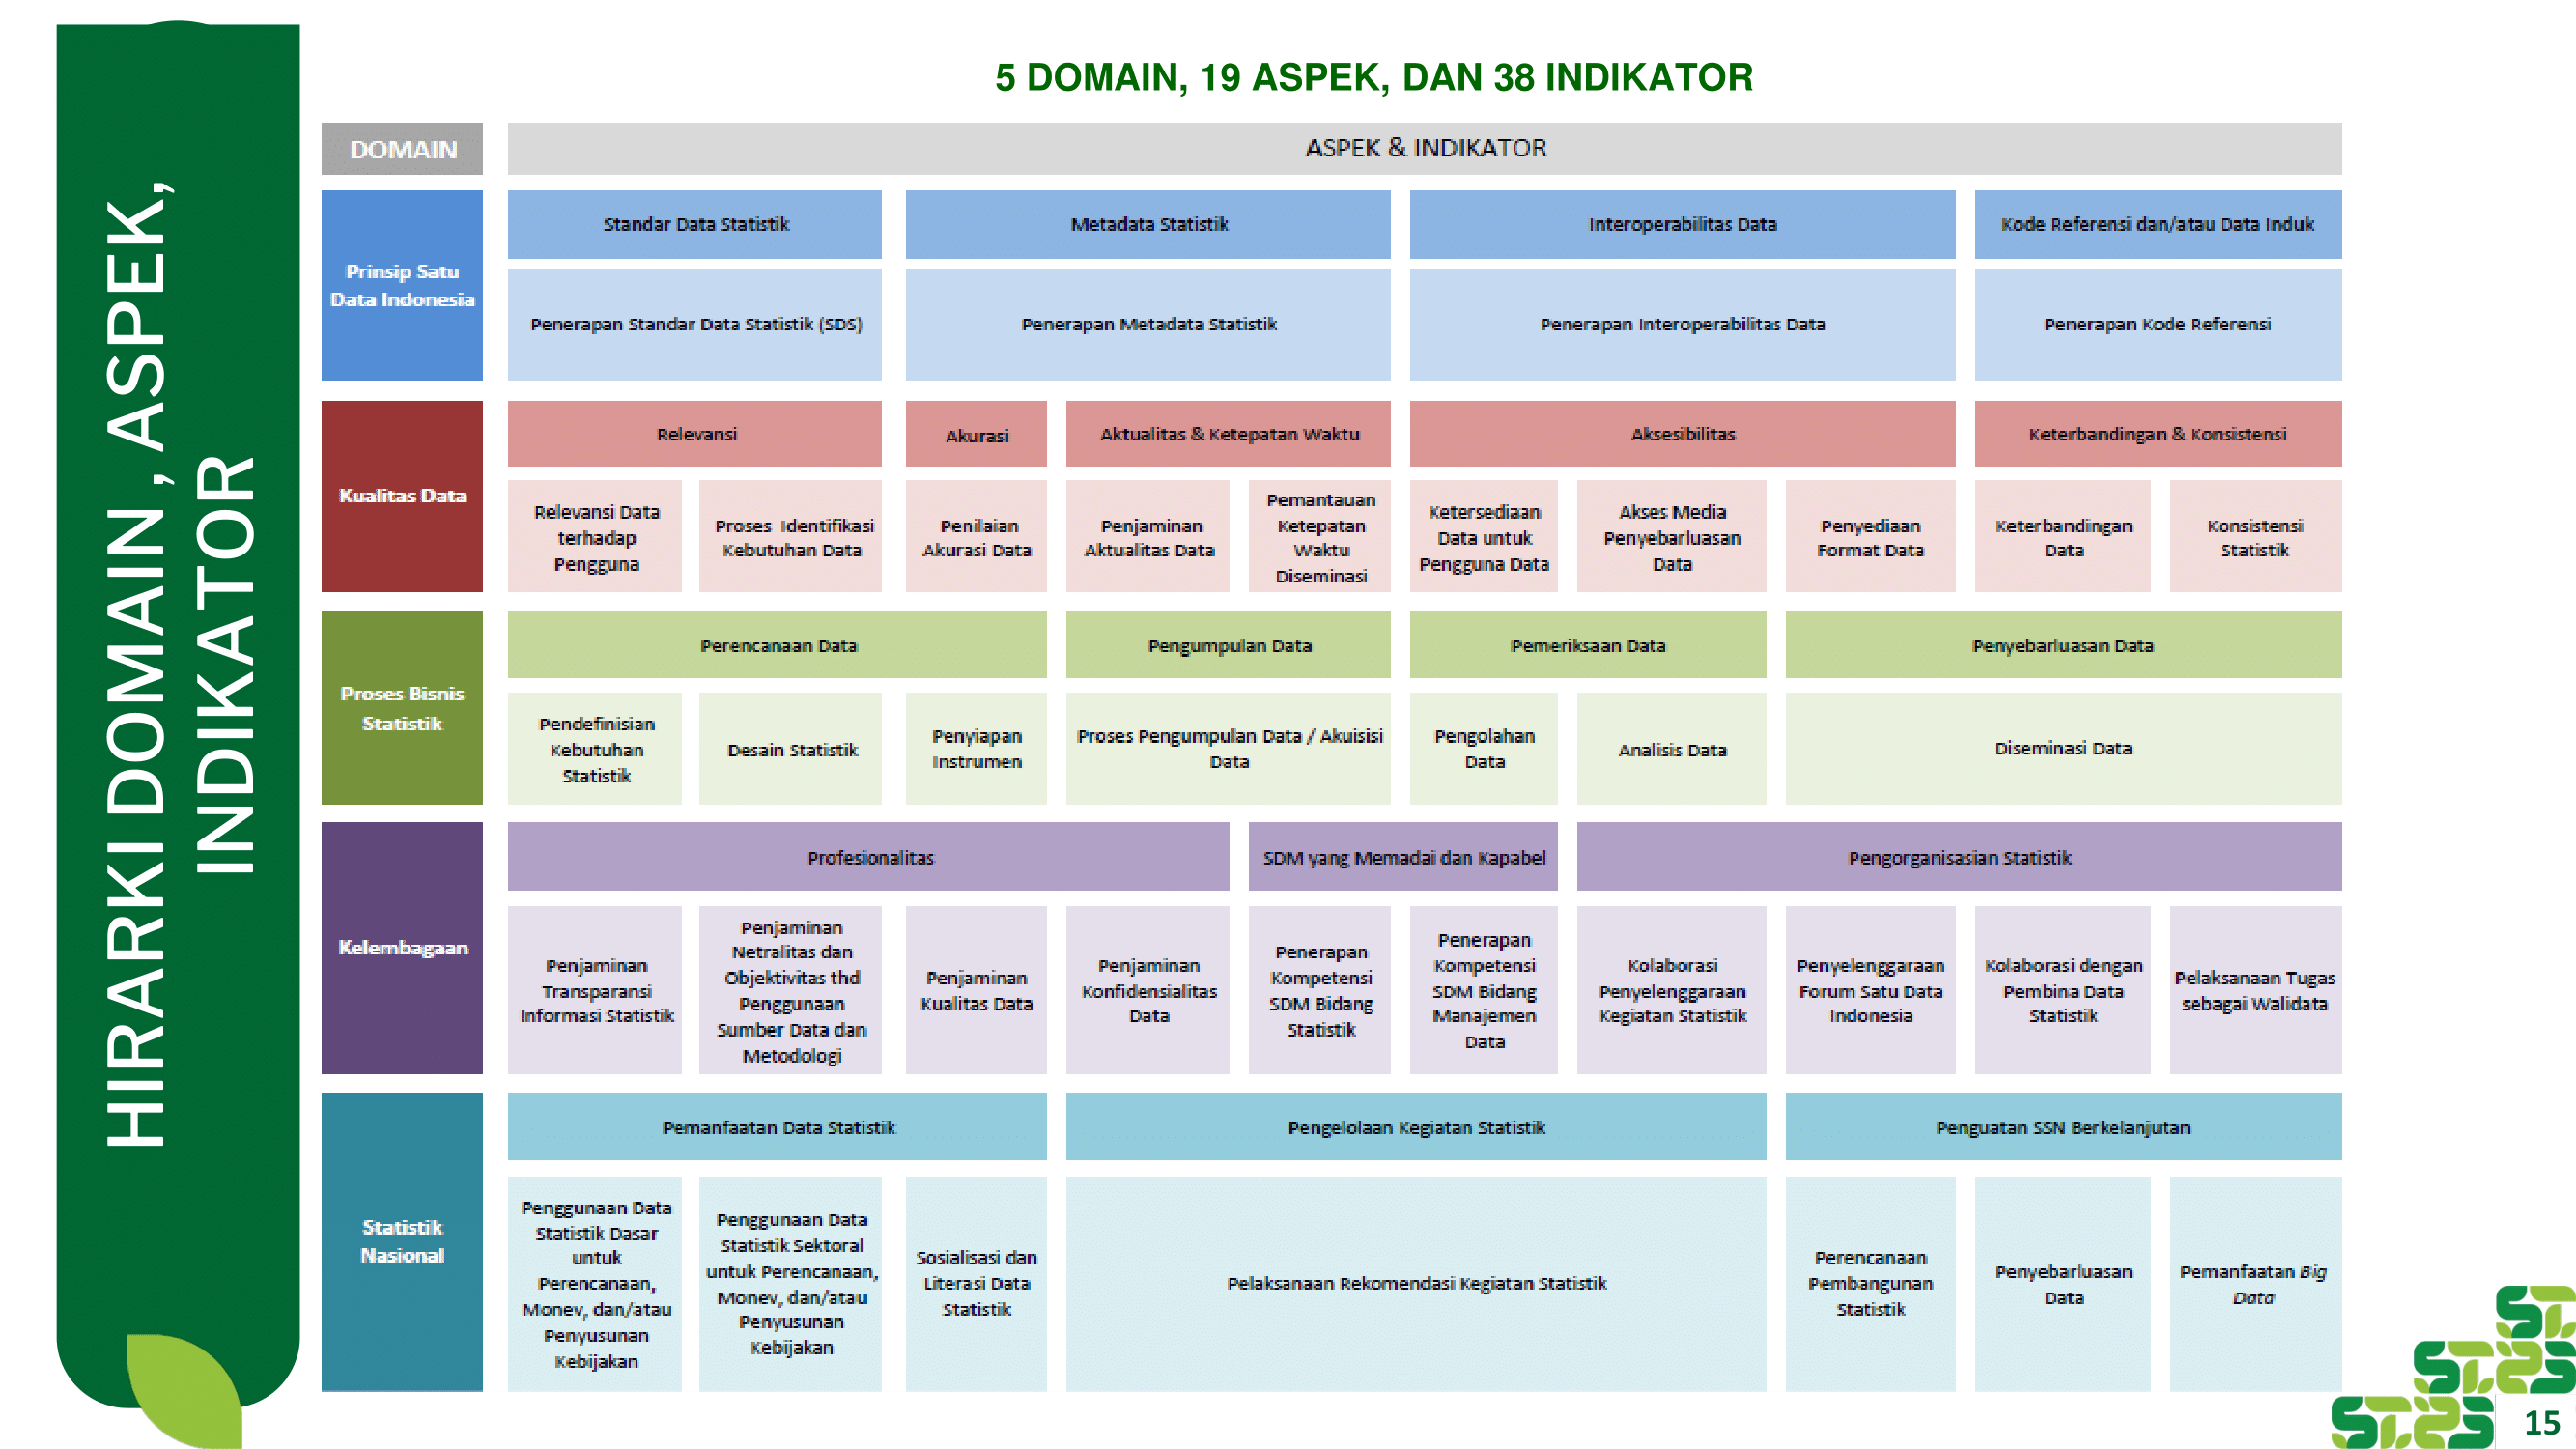 HIRARKI DOMAIN , ASPEK,
INDIKATOR
5 DOMAIN, 19 ASPEK, DAN 38 INDIKATOR
DOMAIN
ASPEK & INDIKATOR
Prinsip Satu
Data Indonesia
Standar Data Statistik
Metadata Statistik
Interoperabilitas Data
Kode Referensi dan/atau Data Induk
Penerapan Standar Data Statistik (SDS)
Penerapan Metadata Statistik
Penerapan Interoperabilitas Data
Penerapan Kode Referensi
Kualitas Data
Relevansi
Akurasi
Aktualitas & Ketepatan Waktu
Aksesibilitas
Keterbandingan & Konsistensi
Relevansi Data
terhadap
Pengguna
Proses Identifikasi
Kebutuhan Data
Penilaian
Akurasi Data
Penjaminan
Aktualitas Data
Pemantauan
Ketepatan
Waktu
Diseminasi
Ketersediaan
Data untuk
Pengguna Data
Akses Media
Penyebarluasan
Data
Penyediaan
Format Data
Keterbandingan
Data
Konsistensi
Statistik
Proses Bisnis
Statistik
Perencanaan Data
Pengumpulan Data
Pemeriksaan Data
Penyebarluasan Data
Pendefinisian
Kebutuhan
Statistik
Desain Statistik
Penyiapan
Instrumen
Proses Pengumpulan Data / Akuisisi
Data
Pengolahan
Data
Analisis Data
Diseminasi Data
Kelembagaan
Profesionalitas
SDM yang Memadai dan Kapabel
Pengorganisasian Statistik
Penjaminan
Transparansi
Informasi Statistik
Penjaminan
Netralitas dan
Objektivitas thd
Penggunaan
Sumber Data dan
Metodologi
Penjaminan
Kualitas Data
Penjaminan
Konfidensialitas
Data
Penerapan
Kompetensi
SDM Bidang
Statistik
Penerapan
Kompetensi
SDM Bidang
Manajemen
Data
Kolaborasi
Penyelenggaraan
Kegiatan Statistik
Penyelenggaraan
Forum Satu Data
Indonesia
Kolaborasi dengan
Pembina Data
Statistik
Pelaksanaan Tugas
sebagai Walidata
Statistik
Nasional
Pemanfaatan Data Statistik
Pengelolaan Kegiatan Statistik
Penguatan SSN Berkelanjutan
Penggunaan Data
Statistik Dasar
untuk
Perencanaan,
Monev, dan/atau
Penyusunan
Kebijakan
Penggunaan Data
Statistik Sektoral
untuk Perencanaan,
Monev, dan/atau
Penyusunan
Kebijakan
Sosialisasi dan
Literasi Data
Statistik
Pelaksanaan Rekomendasi Kegiatan Statistik
Perencanaan
Pembangunan
Statistik
Penyebarluasan
Data
Pemanfaatan Big
Data
15